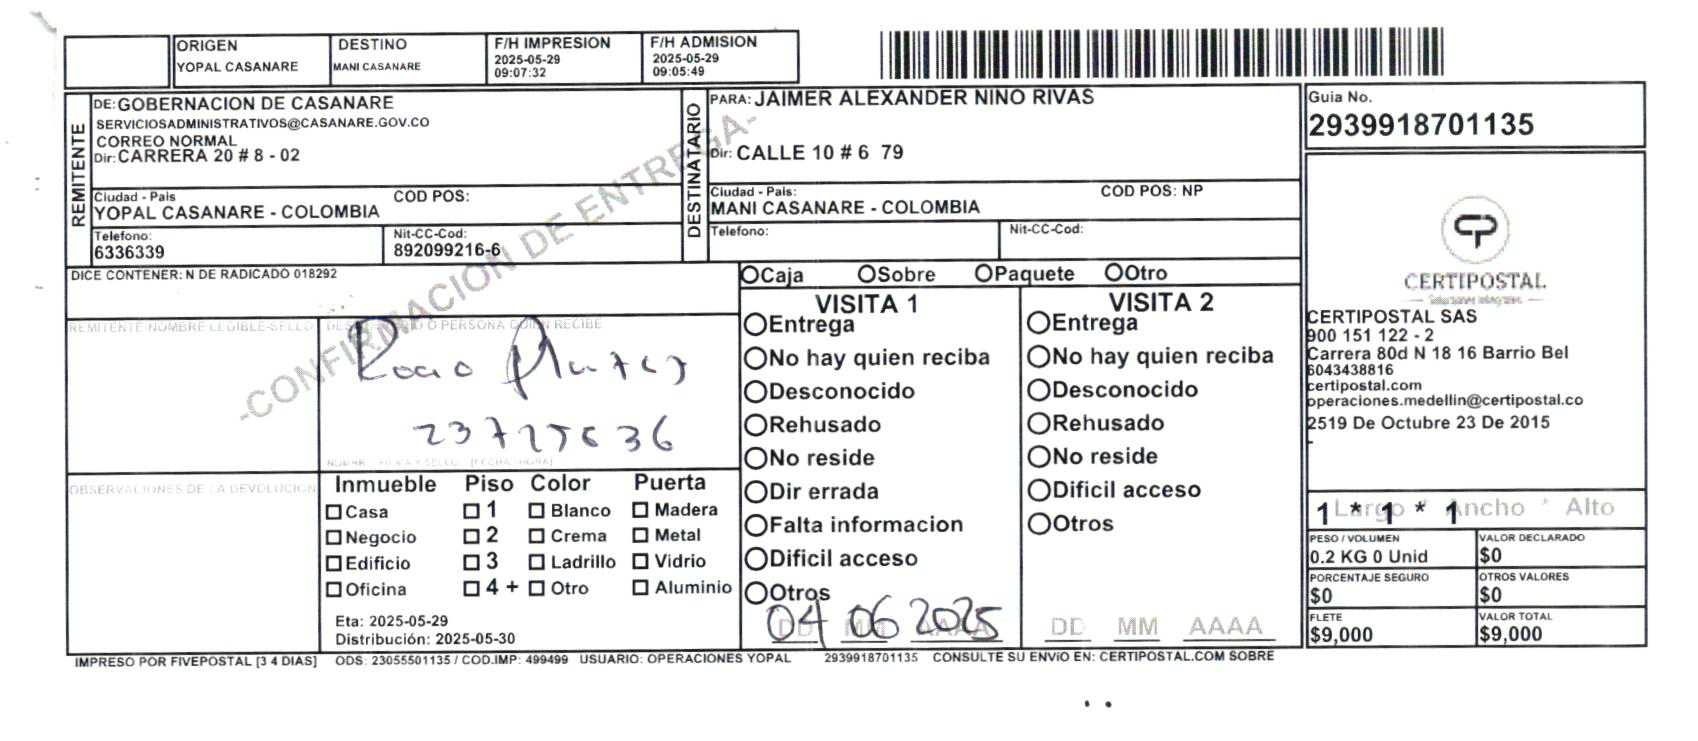 ORIGEN
YOPAL CASANARE
DESTINO
MANI CASANARE
F/H IMPRESION
2025-05-29
09:07:32
F/H ADMISION
2025-05-29
09:05:49
REMITENTE
DE: GOBERNACION DE CASANARE
SERVICIOSADMINISTRATIVOS@CASANARE.GOV.CO
CORREO NORMAL
Dir: CARRERA 20 # 8 - 02
Ciudad - Pais
COD POS:
YOPAL CASANARE - COLOMBIA
Telefono:
6336339
Nit-CC-Cod:
892099216-6
DESTINATARIO
PARA: JAIMER ALEXANDER NINO RIVAS
Dir: CALLE 10 # 6 79
Ciudad - Pais:
COD POS: NP
MANI CASANARE - COLOMBIA
Telefono:
Nit-CC-Cod:
Guia No.
2939918701135
-CONFIRMACION DE ENTREGA-
DICE CONTENER: N DE RADICADO 018292
REMITENTE-NOMBRE LEGIBLE-SELLO
O PERSONA QUIEN RECIBE
Rocio
OBSERVACIONES DE LA DEVOLUCION
Inmueble Piso Color Puerta
Casa 1 Blanco Madera
Negocio 2 Crema Metal
Edificio 3 Ladrillo Vidrio
Oficina 4 + Otro Aluminio
Eta: 2025-05-29
Distribución: 2025-05-30
Caja Sobre Paquete Otro
VISITA 1
Entrega
No hay quien reciba
Desconocido
Rehusado
No reside
Dir errada
Falta informacion
Dificil acceso
Otros
04 06 2025
DD MM AAAA
VISITA 2
Entrega
No hay quien reciba
Desconocido
Rehusado
No reside
Dificil acceso
Otros
DD MM AAAA
CERTIPOSTAL
Soluciones Integrales
CERTIPOSTAL SAS
900 151 122 - 2
Carrera 80d N 18 16 Barrio Bel
6043438816
certipostal.com
operaciones.medellin@certipostal.co
2519 De Octubre 23 De 2015
-
1 * 1 * 1
Largo * Ancho * Alto
PESO / VOLUMEN
0.2 KG 0 Unid
VALOR DECLARADO
$0
PORCENTAJE SEGURO
$0
OTROS VALORES
$0
FLETE
$9,000
VALOR TOTAL
$9,000
IMPRESO POR FIVEPOSTAL [3 4 DIAS] ODS: 23055501135 / COD.IMP: 499499 USUARIO: OPERACIONES YOPAL 2939918701135 CONSULTE SU ENVIO EN: CERTIPOSTAL.COM SOBRE